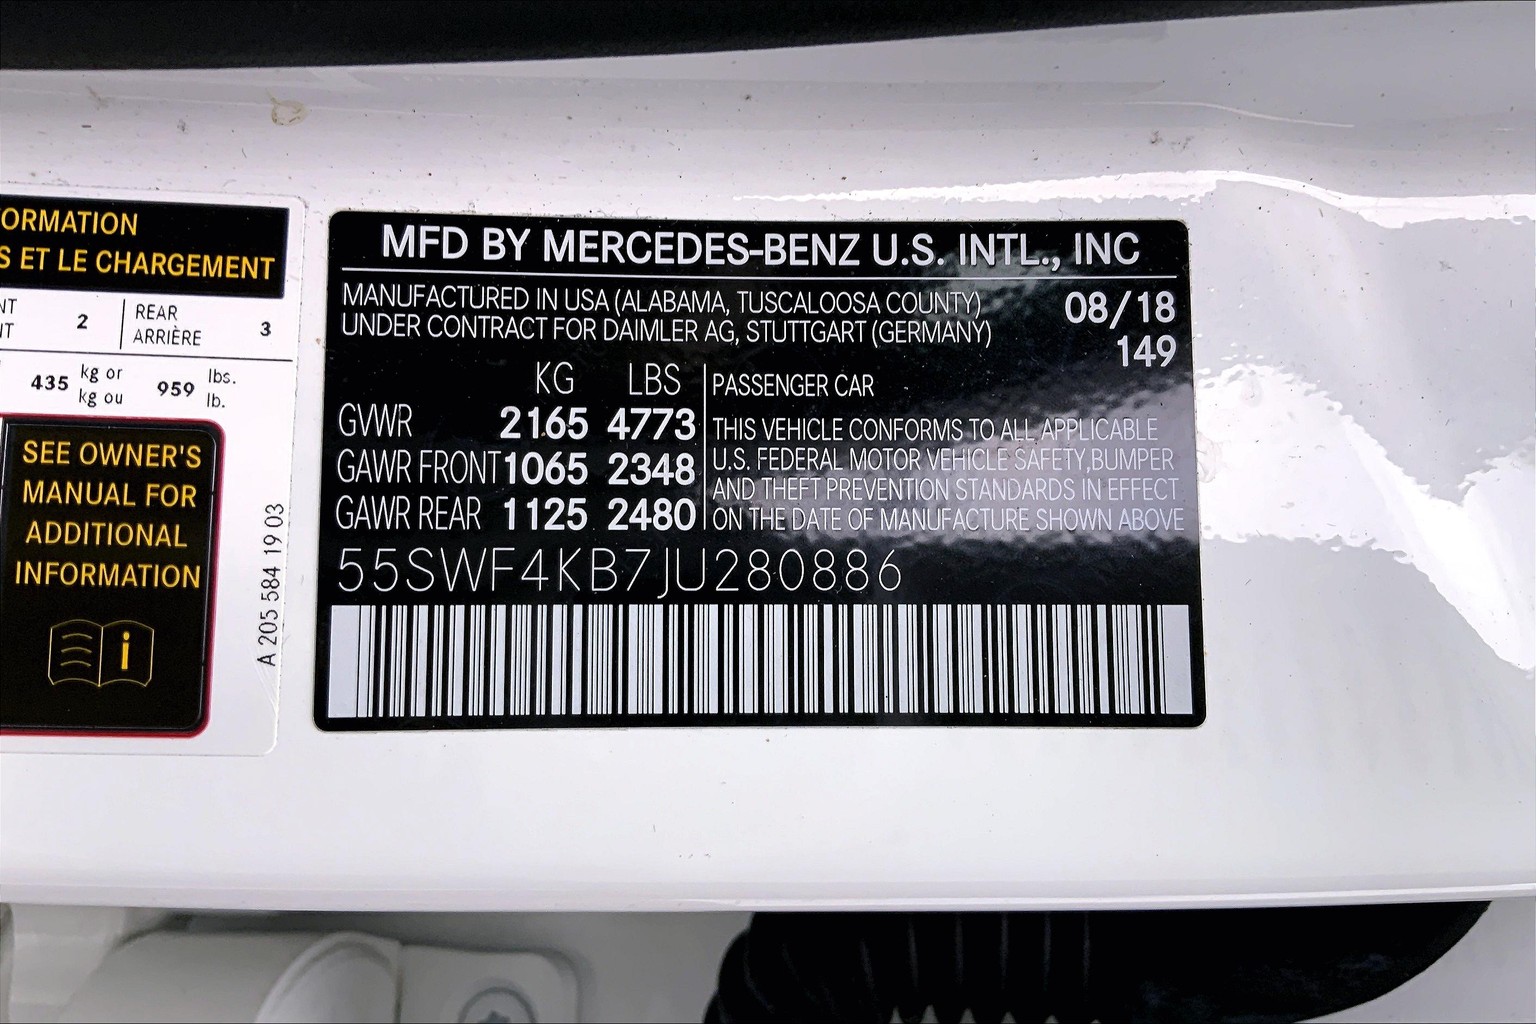 ORMATION
S ET LE CHARGEMENT
NT 2 REAR 3
NT ARRIÈRE
435 kg or 959 lbs.
kg ou lb.
SEE OWNER'S
MANUAL FOR
ADDITIONAL
INFORMATION
i
A 205 584 19 03
MFD BY MERCEDES-BENZ U.S. INTL., INC
MANUFACTURED IN USA (ALABAMA, TUSCALOOSA COUNTY) 08/18
UNDER CONTRACT FOR DAIMLER AG, STUTTGART (GERMANY) 149
KG LBS PASSENGER CAR
GVWR 2165 4773 THIS VEHICLE CONFORMS TO ALL APPLICABLE
U.S. FEDERAL MOTOR VEHICLE SAFETY,BUMPER
GAWR FRONT 1065 2348 AND THEFT PREVENTION STANDARDS IN EFFECT
GAWR REAR 1125 2480 ON THE DATE OF MANUFACTURE SHOWN ABOVE
55SWF4KB7JU280886